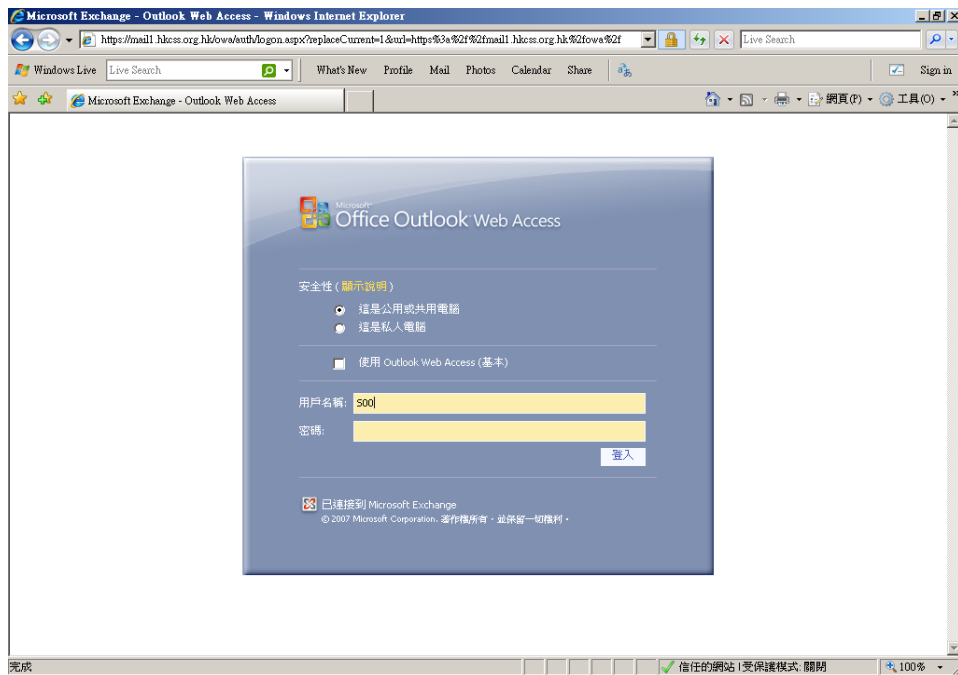 Microsoft Exchange - Outlook Web Access - Windows Internet Explorer
https://mail1.hkcss.org.hk/owa/auth/logon.aspx?replaceCurrent=1&url=https%3a%2f%2fmail1.hkcss.org.hk%2fowa%2f
Live Search
Windows Live Live Search What's New Profile Mail Photos Calendar Share Sign in
Microsoft Exchange - Outlook Web Access 網頁(P) 工具(O) »
Microsoft
Office Outlook Web Access
安全性 ( 顯示說明 )
這是公用或共用電腦
這是私人電腦
使用 Outlook Web Access (基本)
用戶名稱: S00
密碼:
登入
已連接到 Microsoft Exchange
© 2007 Microsoft Corporation. 著作權所有，並保留一切權利。
完成 信任的網站 | 受保護模式: 關閉 100%